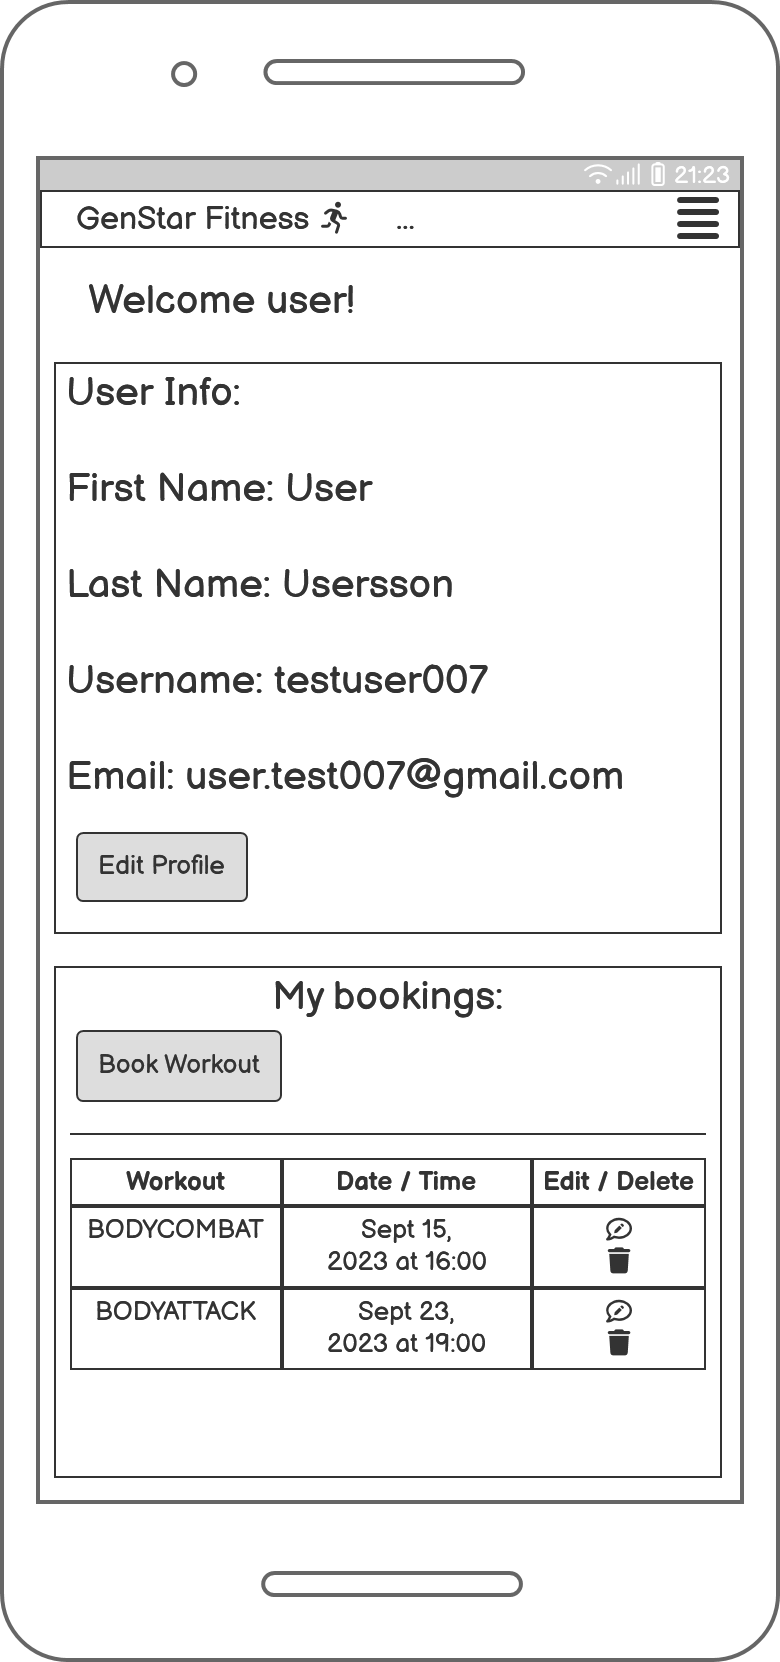 21:23
GenStar Fitness ...
Welcome user!
User Info:
First Name: User
Last Name: Usersson
Username: testuser007
Email: user.test007@gmail.com
Edit Profile
My bookings:
Book Workout
Workout Date / Time Edit / Delete
BODYCOMBAT Sept 15,
2023 at 16:00
BODYATTACK Sept 23,
2023 at 19:00